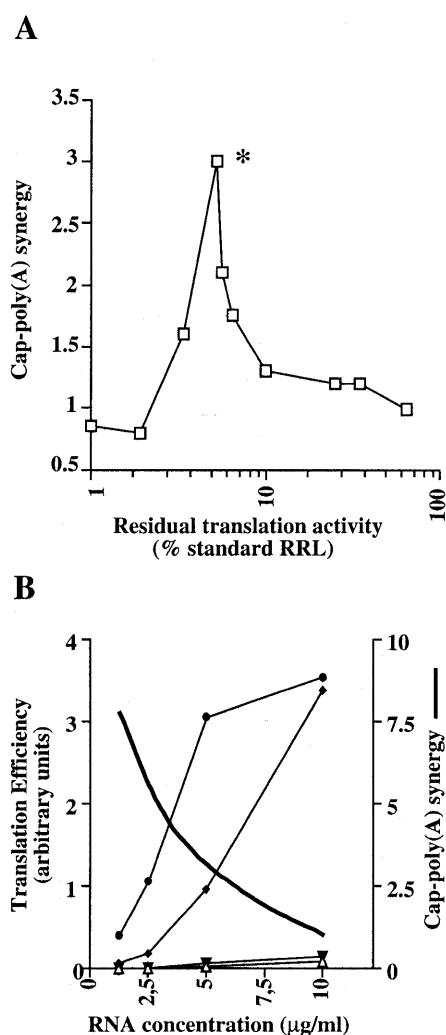 A
3.5
3
2.5
2
1.5
1
0.5
Cap-poly(A) synergy
*
1
10
100
Residual translation activity
(% standard RRL)
B
4
3
2
1
0
Translation Efficiency
(arbitrary units)
10
7.5
5
2.5
0
Cap-poly(A) synergy
0
2,5
5
7,5
10
RNA concentration (µg/ml)